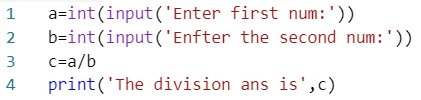 1 a=int(input('Enter first num:'))
2 b=int(input('Enfter the second num:'))
3 c=a/b
4 print('The division ans is',c)